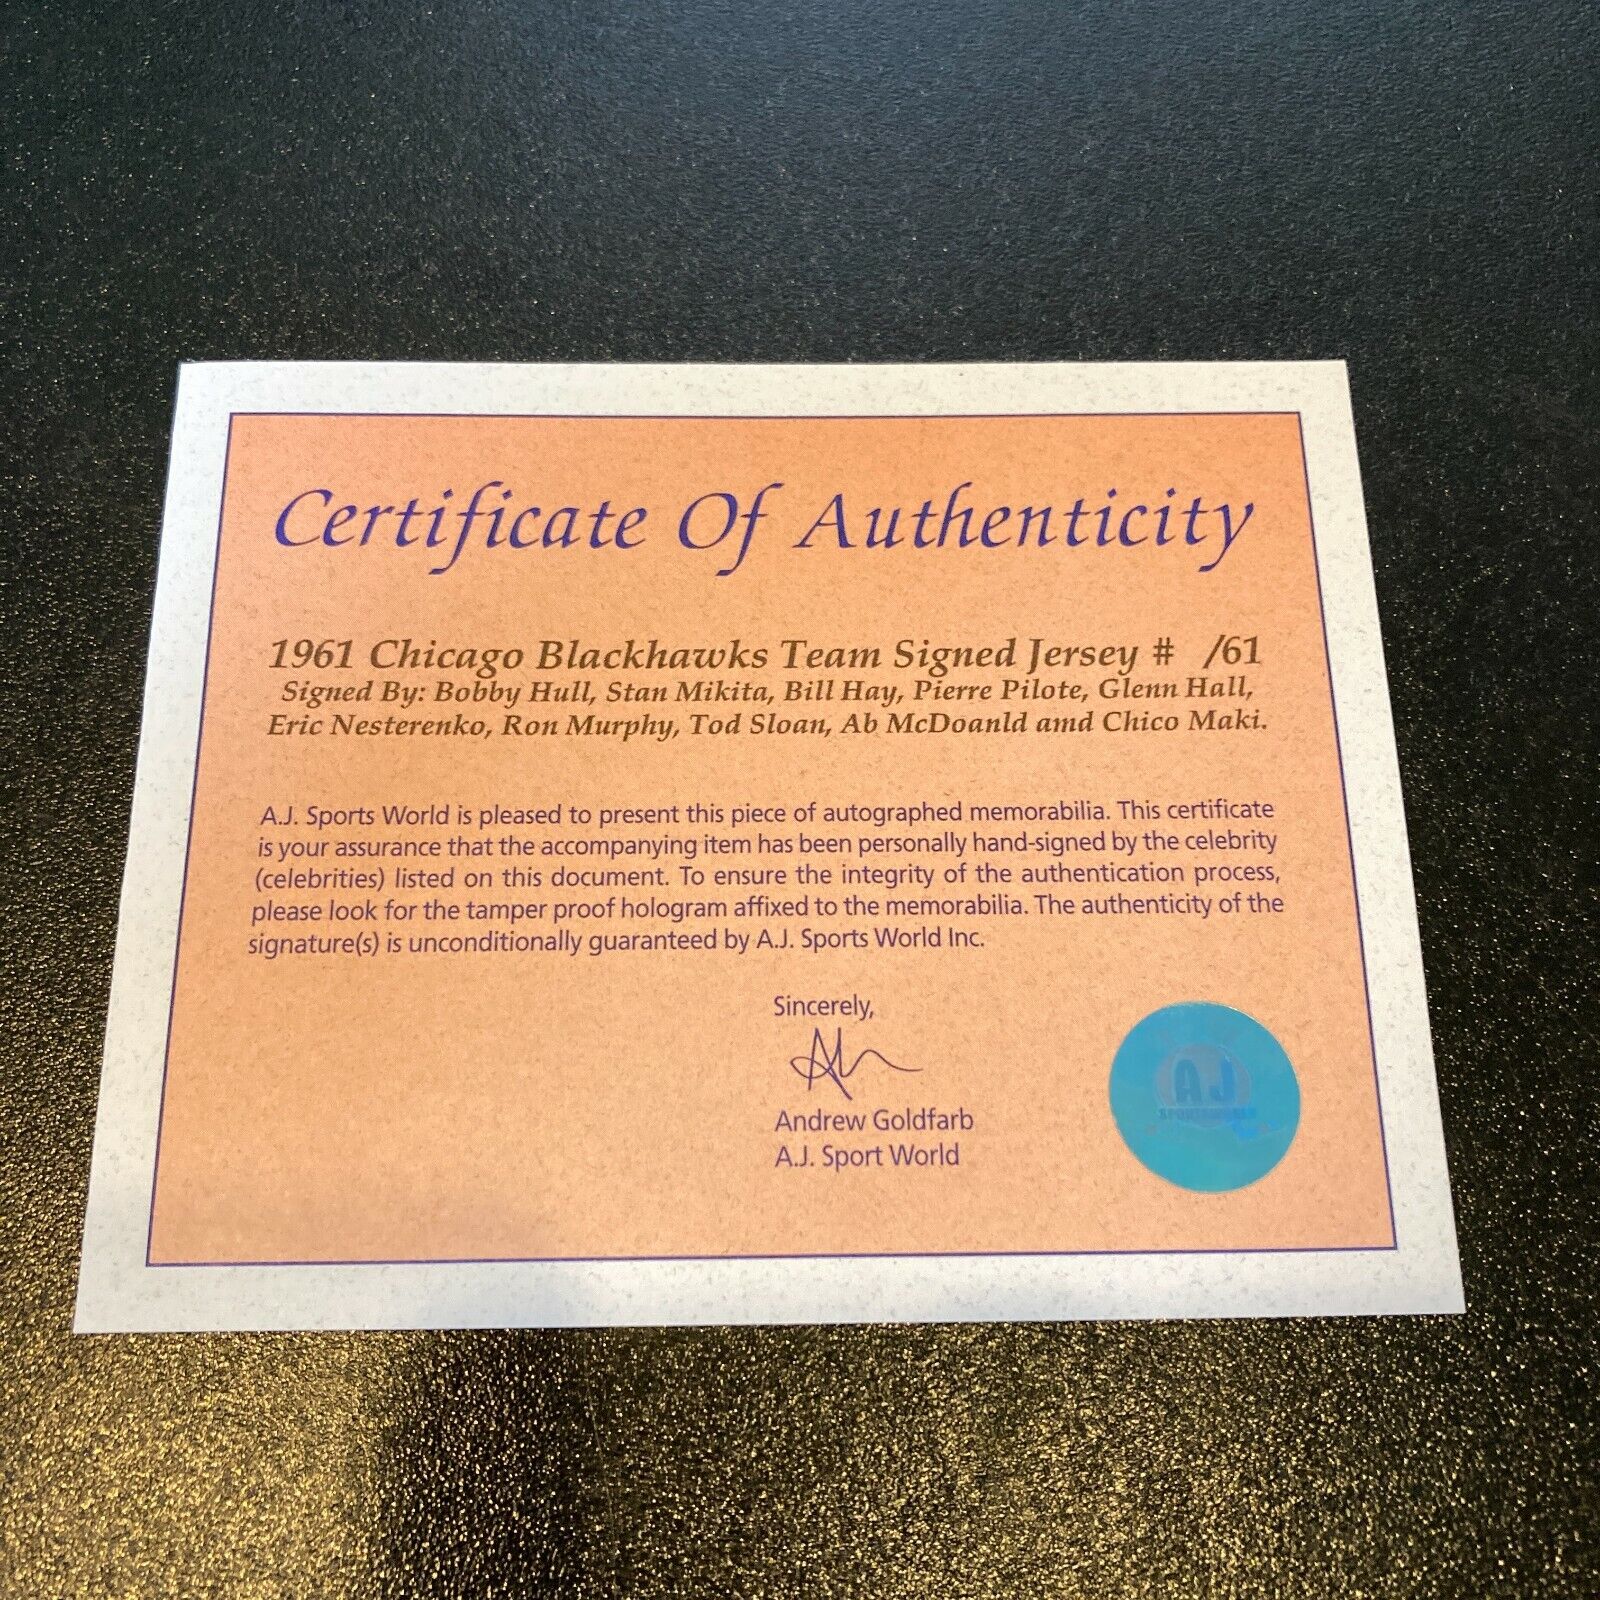 Certificate Of Authenticity
1961 Chicago Blackhawks Team Signed Jersey # /61
Signed By: Bobby Hull, Stan Mikita, Bill Hay, Pierre Pilote, Glenn Hall,
Eric Nesterenko, Ron Murphy, Tod Sloan, Ab McDoanld amd Chico Maki.
A.J. Sports World is pleased to present this piece of autographed memorabilia. This certificate
is your assurance that the accompanying item has been personally hand-signed by the celebrity
(celebrities) listed on this document. To ensure the integrity of the authentication process,
please look for the tamper proof hologram affixed to the memorabilia. The authenticity of the
signature(s) is unconditionally guaranteed by A.J. Sports World Inc.
Sincerely,
Andrew Goldfarb
A.J. Sport World